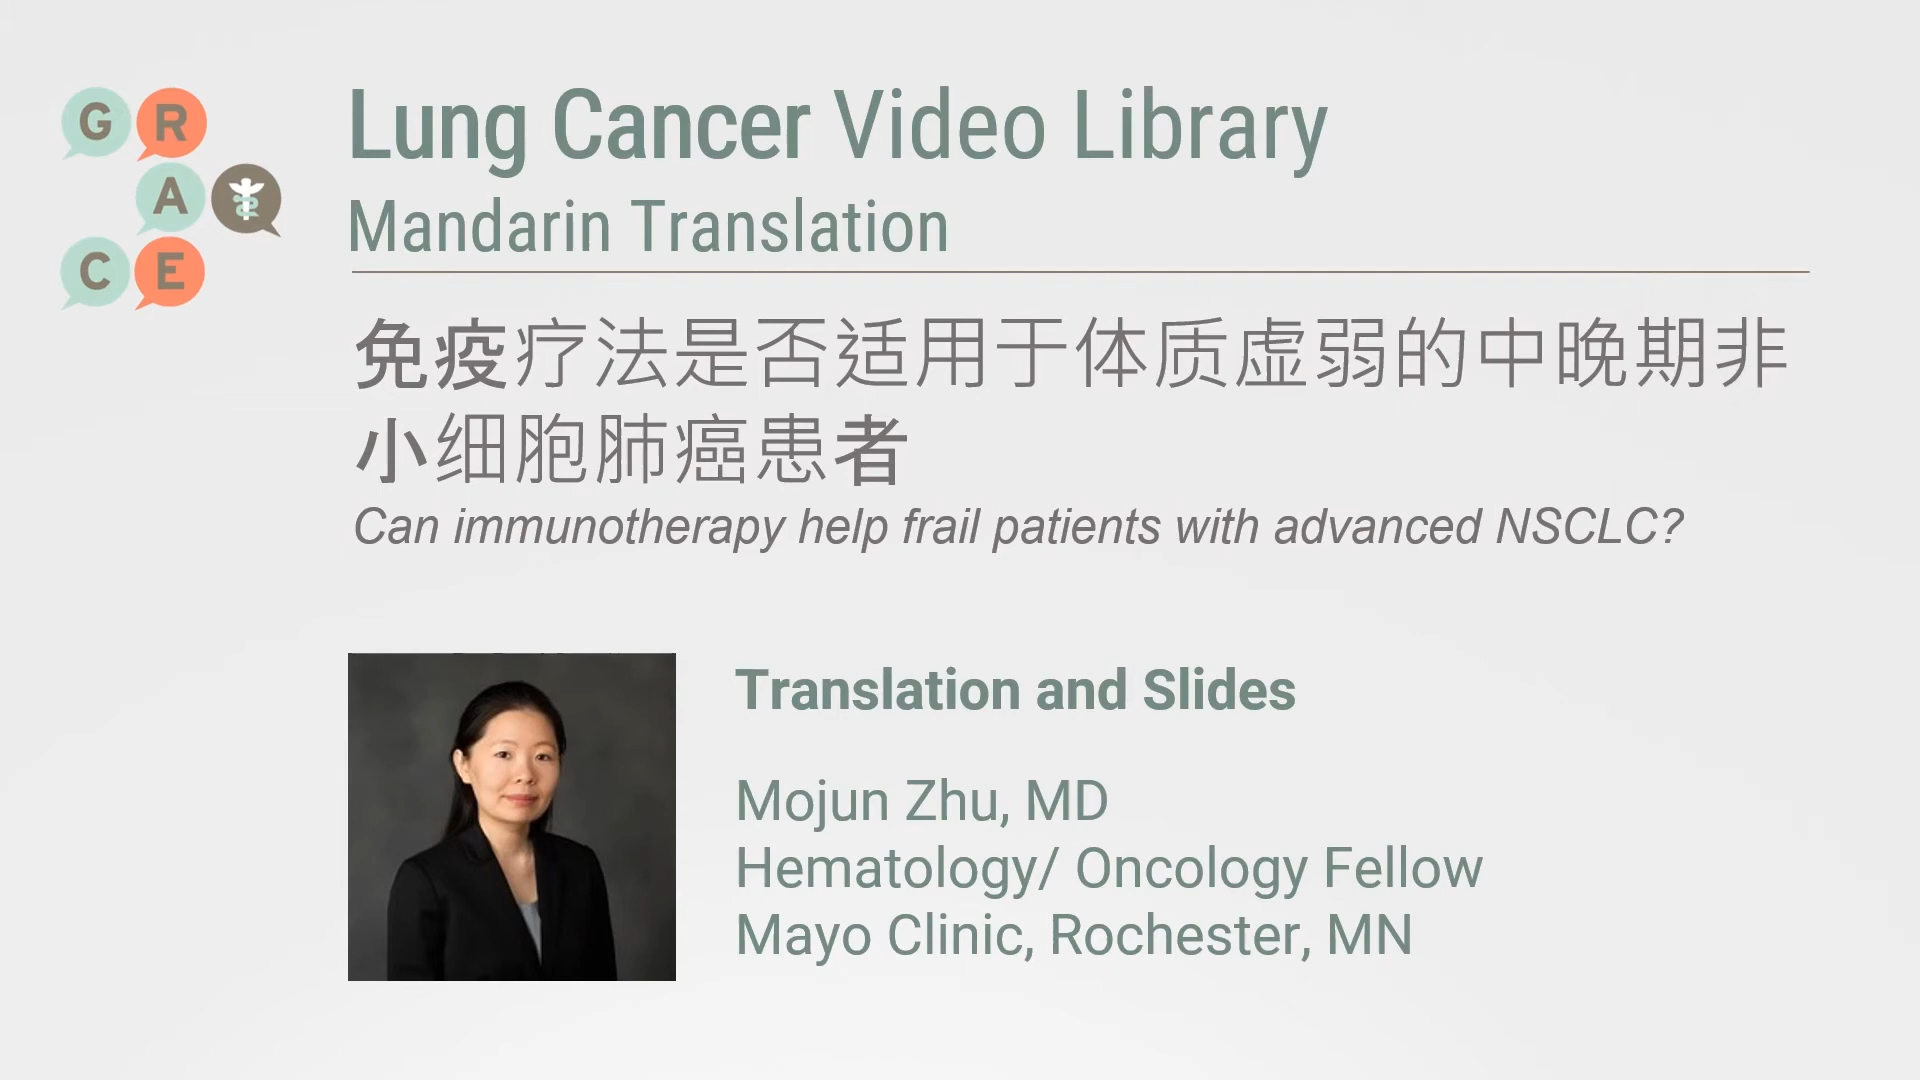 G R
A
C E
Lung Cancer Video Library
Mandarin Translation
免疫疗法是否适用于体质虚弱的中晚期非
小细胞肺癌患者
Can immunotherapy help frail patients with advanced NSCLC?
Translation and Slides
Mojun Zhu, MD
Hematology/ Oncology Fellow
Mayo Clinic, Rochester, MN